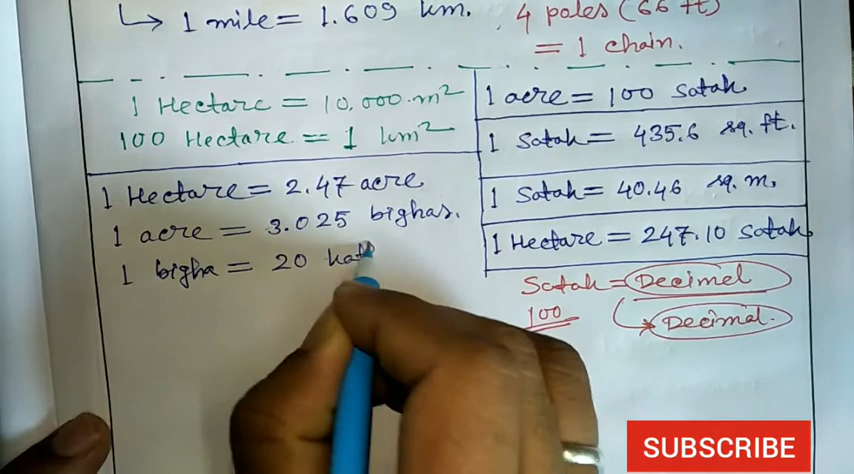 ↳ 1 mile = 1.609 km.
4 poles (66 ft)
= 1 chain.
1 Hectare = 10,000 m²
100 Hectare = 1 km²
1 Hectare = 2.47 acre
1 acre = 3.025 bighas.
1 bigha = 20 kat
1 acre = 100 Satak
1 Satak = 435.6 sq. ft.
1 Satak = 40.46 sq. m.
1 Hectare = 247.10 Satak
Satak = Decimel
100
Decimal.
SUBSCRIBE